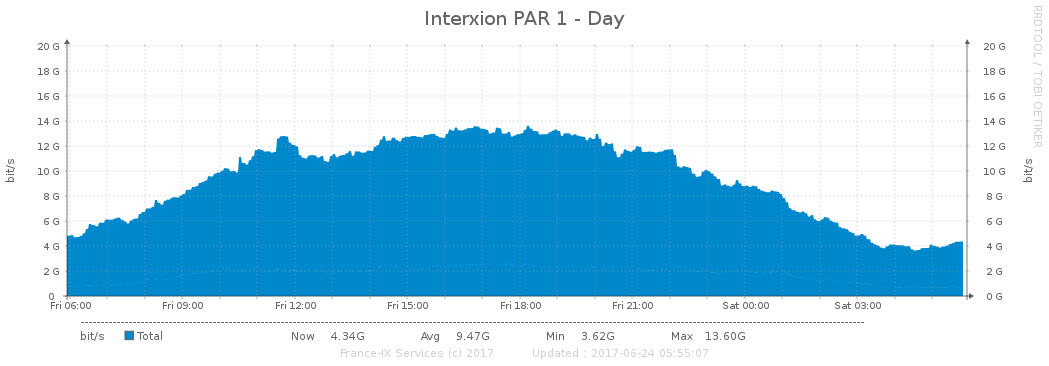 Interxion PAR 1 - Day
RRDTOOL / TOBI OETIKER
bit/s
20 G
18 G
16 G
14 G
12 G
10 G
8 G
6 G
4 G
2 G
0
20 G
18 G
16 G
14 G
12 G
10 G
8 G
6 G
4 G
2 G
0 G
bit/s
Fri 06:00 Fri 09:00 Fri 12:00 Fri 15:00 Fri 18:00 Fri 21:00 Sat 00:00 Sat 03:00
bit/s Total Now 4.34G Avg 9.47G Min 3.62G Max 13.60G
France-IX Services (c) 2017 Updated : 2017-06-24 05:55:07